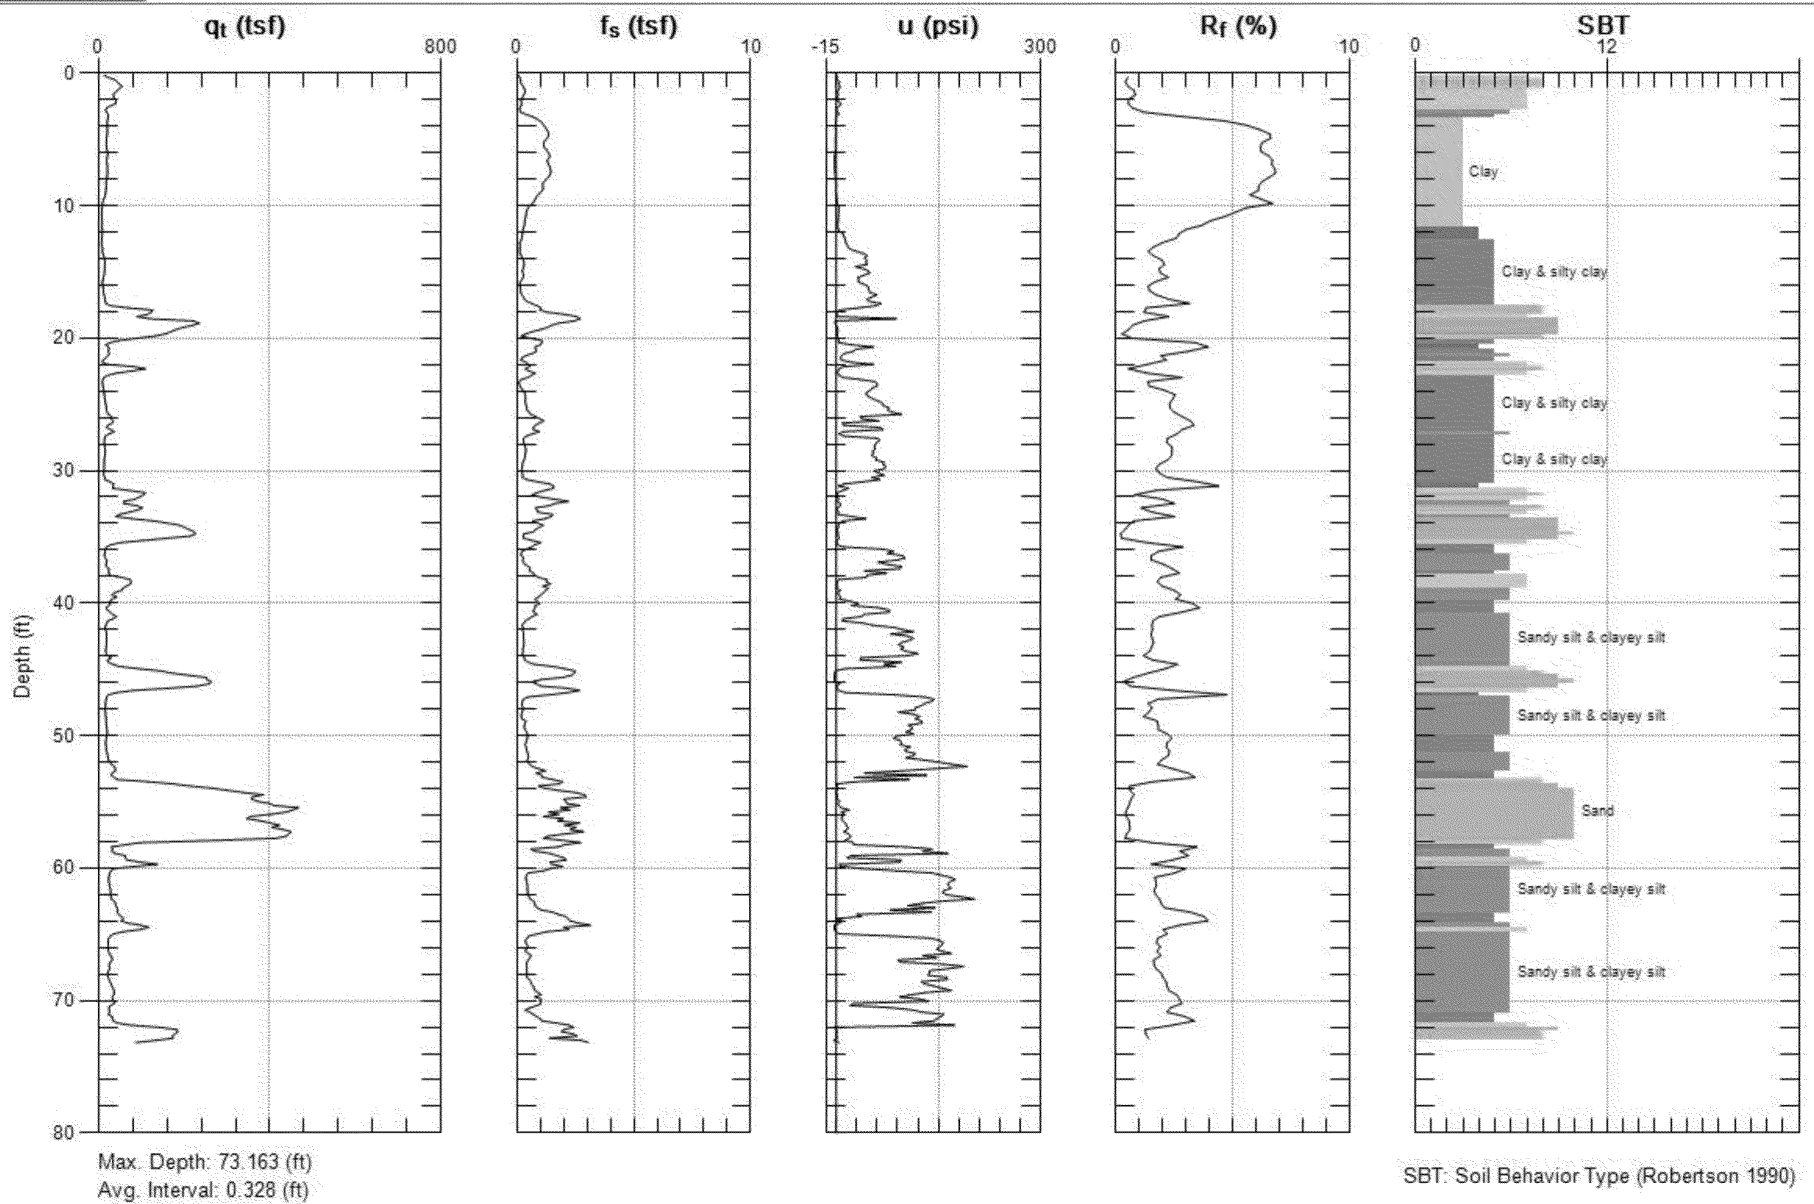 qt (tsf) fs (tsf) u (psi) Rf (%) SBT
0 800 0 10 -15 300 0 10 0 12
0
10
20
30
40
50
60
70
80
Depth (ft)
Clay
Clay & silty clay
Clay & silty clay
Clay & silty clay
Sandy silt & clayey silt
Sandy silt & clayey silt
Sand
Sandy silt & clayey silt
Sandy silt & clayey silt
Max. Depth: 73.163 (ft)
Avg. Interval: 0.328 (ft)
SBT: Soil Behavior Type (Robertson 1990)